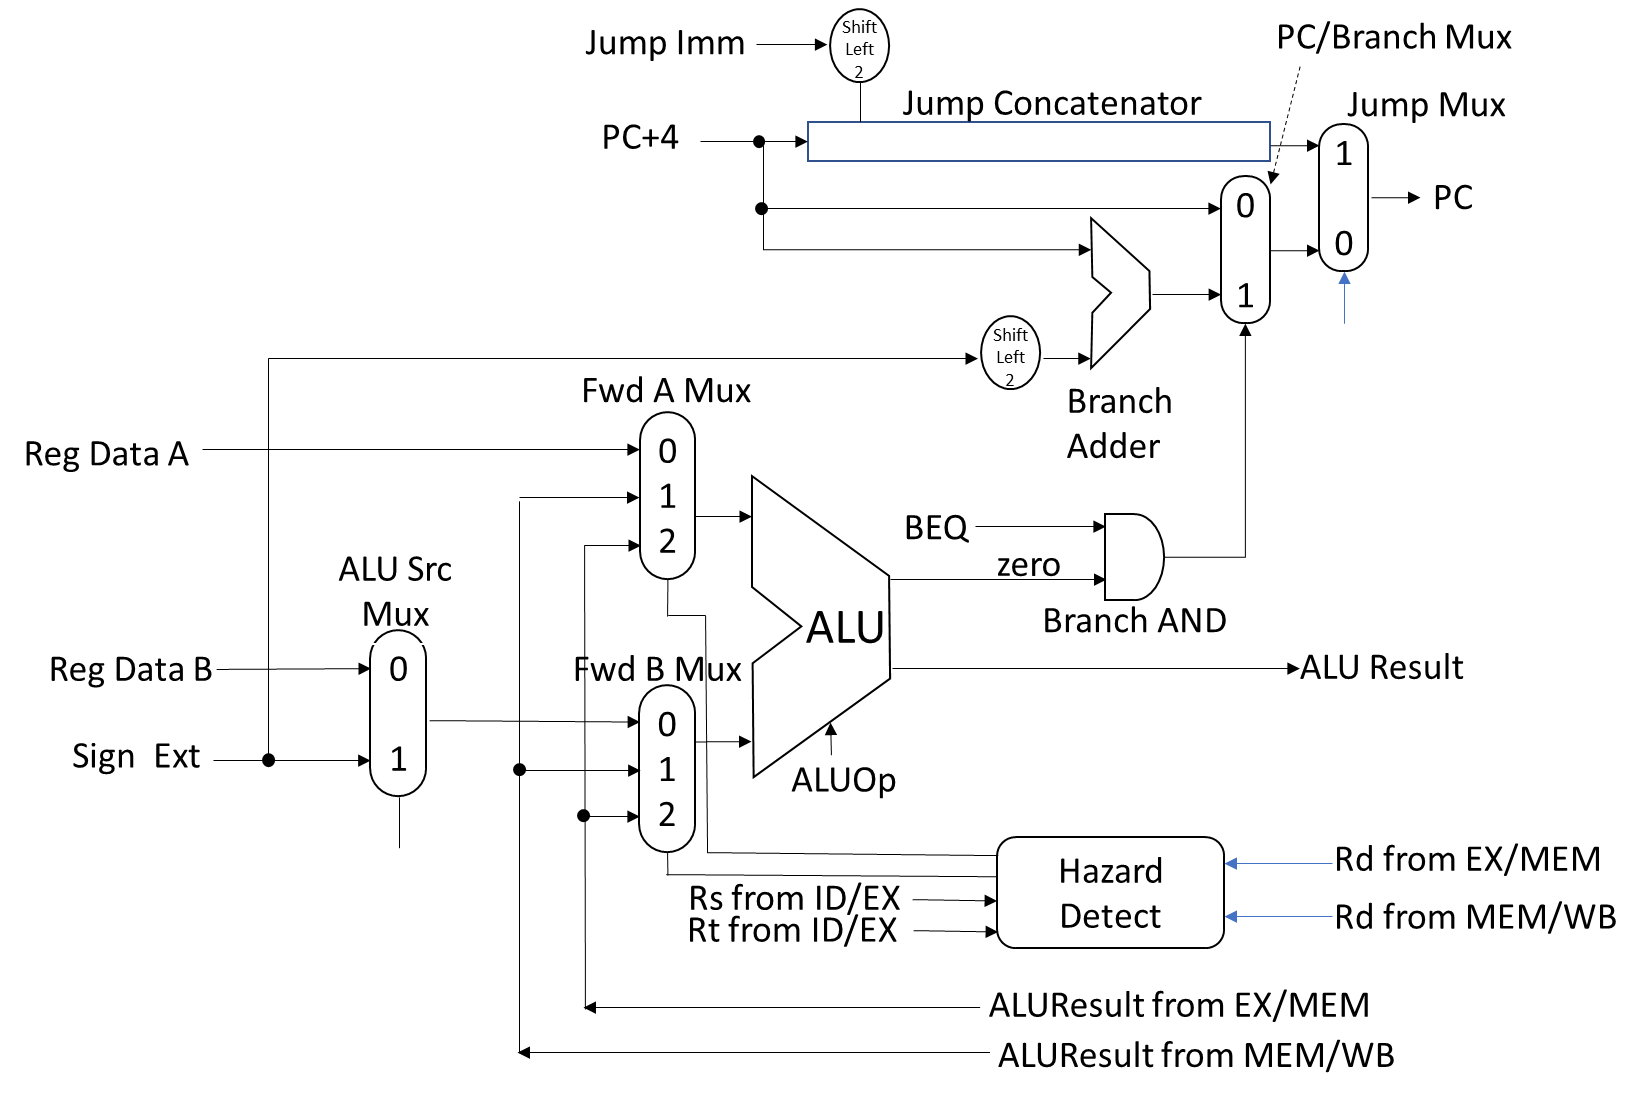 Jump Imm
Shift
Left
2
PC/Branch Mux
Jump Concatenator
Jump Mux
PC+4
1
0
PC
0
1
Shift
Left
2
Branch
Adder
Fwd A Mux
Reg Data A
0
1
2
BEQ
zero
Branch AND
ALU Src
Mux
ALU
Reg Data B
0
1
Sign Ext
Fwd B Mux
0
1
2
ALU Result
ALUOp
Hazard
Detect
Rd from EX/MEM
Rd from MEM/WB
Rs from ID/EX
Rt from ID/EX
ALUResult from EX/MEM
ALUResult from MEM/WB